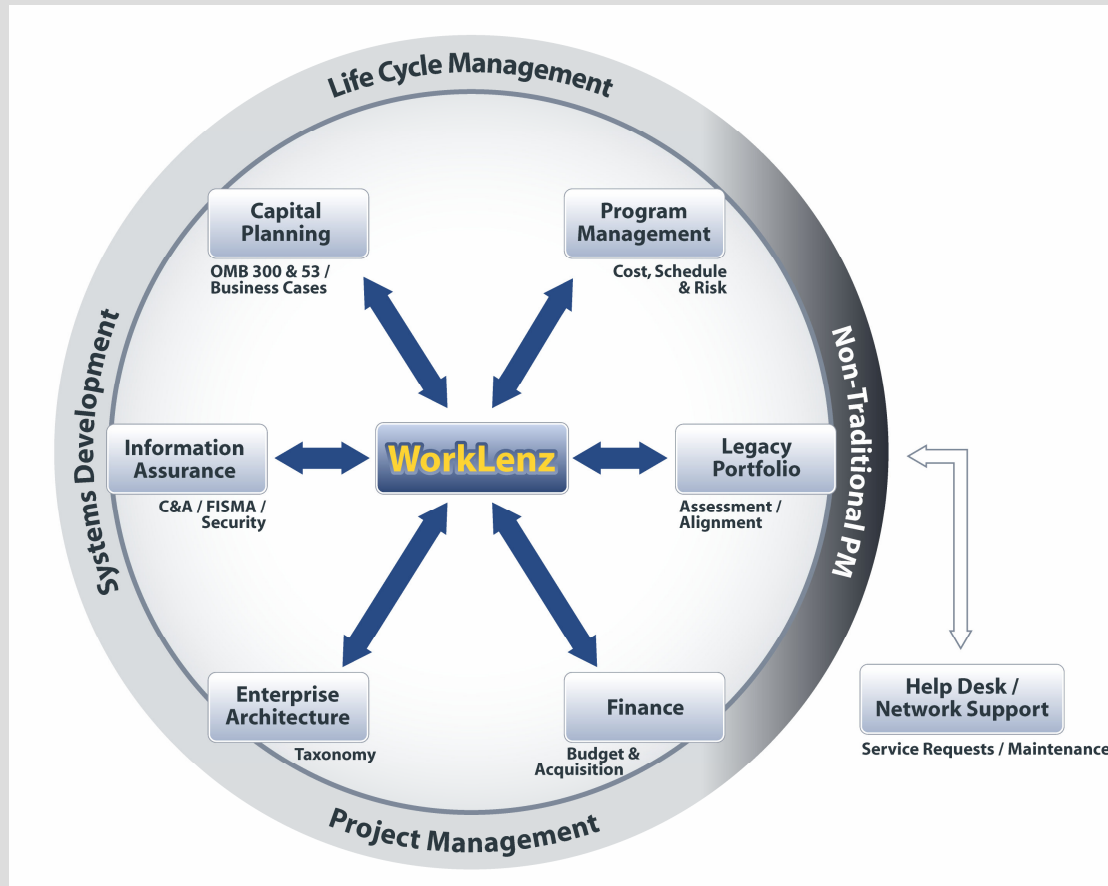 Life Cycle Management
Capital
Planning
OMB 300 & 53 /
Business Cases
Program
Management
Cost, Schedule
& Risk
Systems Development
Information
Assurance
C&A / FISMA /
Security
WorkLenz
Legacy
Portfolio
Assessment /
Alignment
Non-Traditional PM
Enterprise
Architecture
Taxonomy
Finance
Budget &
Acquisition
Help Desk /
Network Support
Service Requests / Maintenance
Project Management